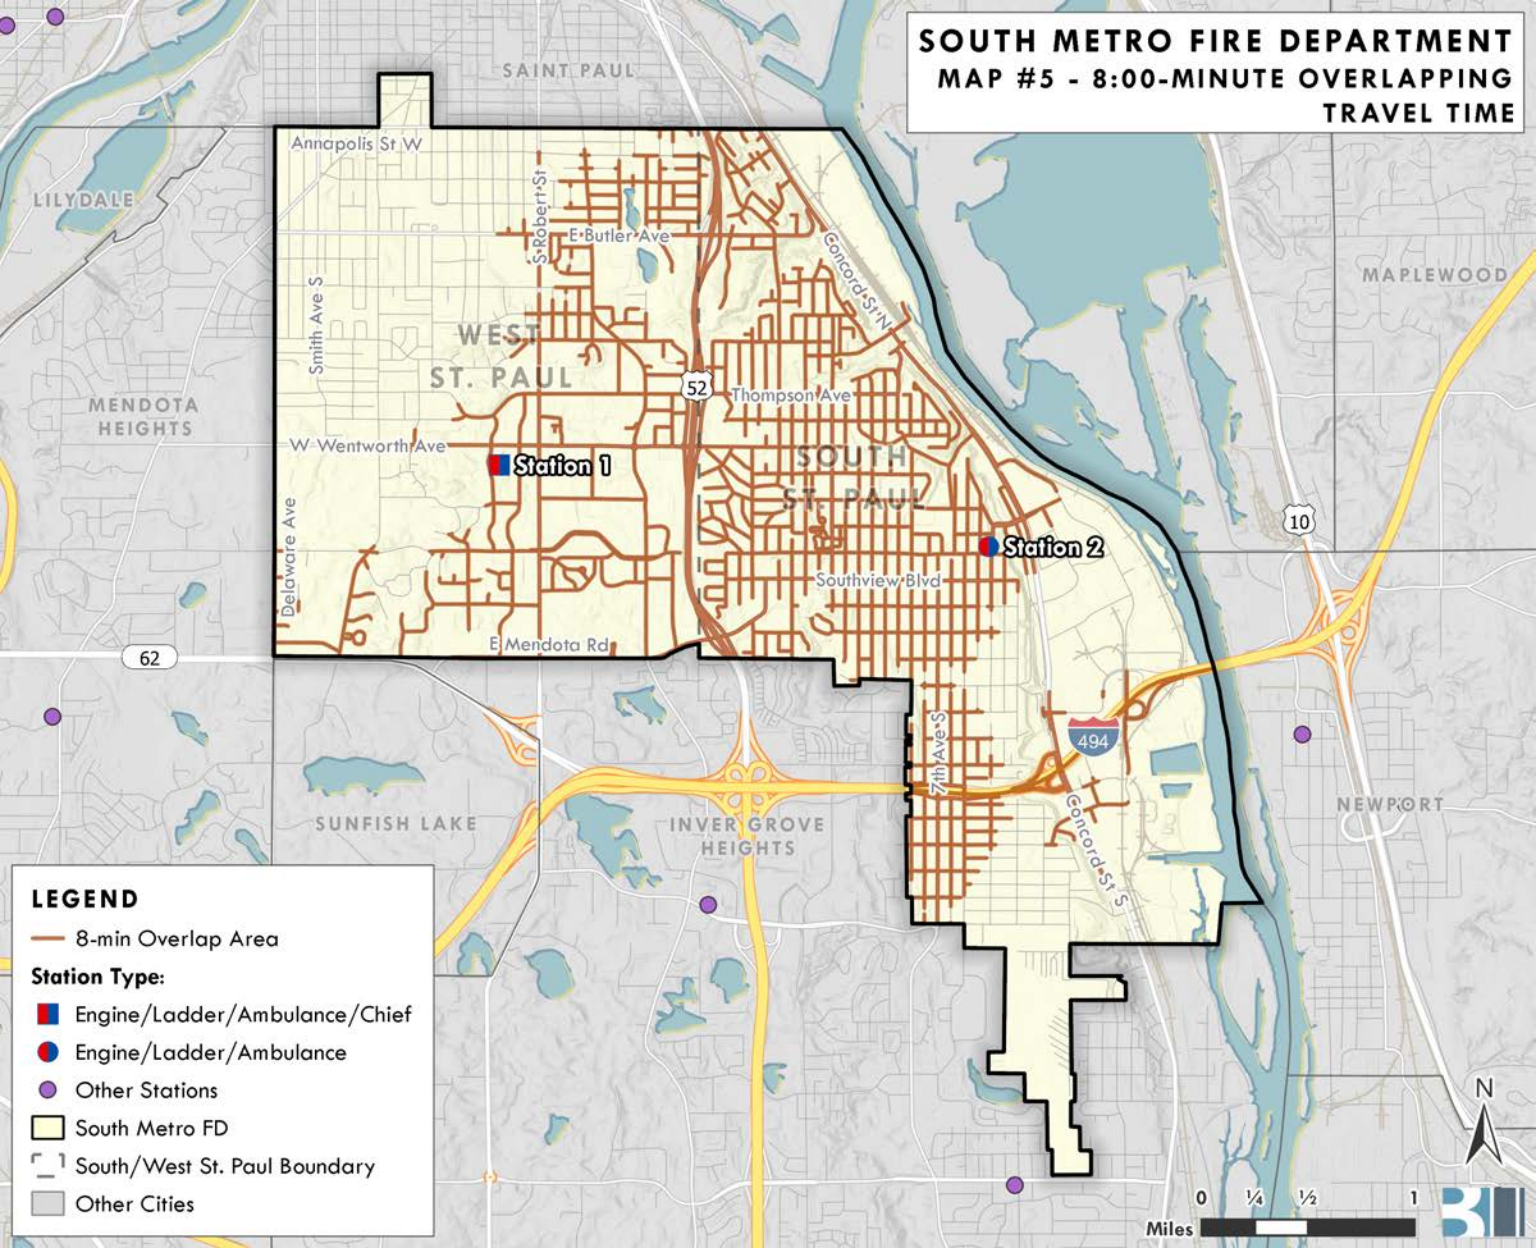 SOUTH METRO FIRE DEPARTMENT
MAP #5 - 8:00-MINUTE OVERLAPPING
TRAVEL TIME
SAINT PAUL
Annapolis St W
LILYDALE
S Robert St
E Butler Ave
Concord St N
MAPLEWOOD
Smith Ave S
WEST
ST. PAUL
52
Thompson Ave
MENDOTA
HEIGHTS
W Wentworth Ave
SOUTH
ST. PAUL
Station 1
10
Delaware Ave
Station 2
Southview Blvd
E Mendota Rd
62
7th Ave S
494
SUNFISH LAKE
INVER GROVE
HEIGHTS
Concord St S
NEWPORT
LEGEND
8-min Overlap Area
Station Type:
Engine/Ladder/Ambulance/Chief
Engine/Ladder/Ambulance
Other Stations
South Metro FD
South/West St. Paul Boundary
Other Cities
N
0 ¼ ½ 1
Miles